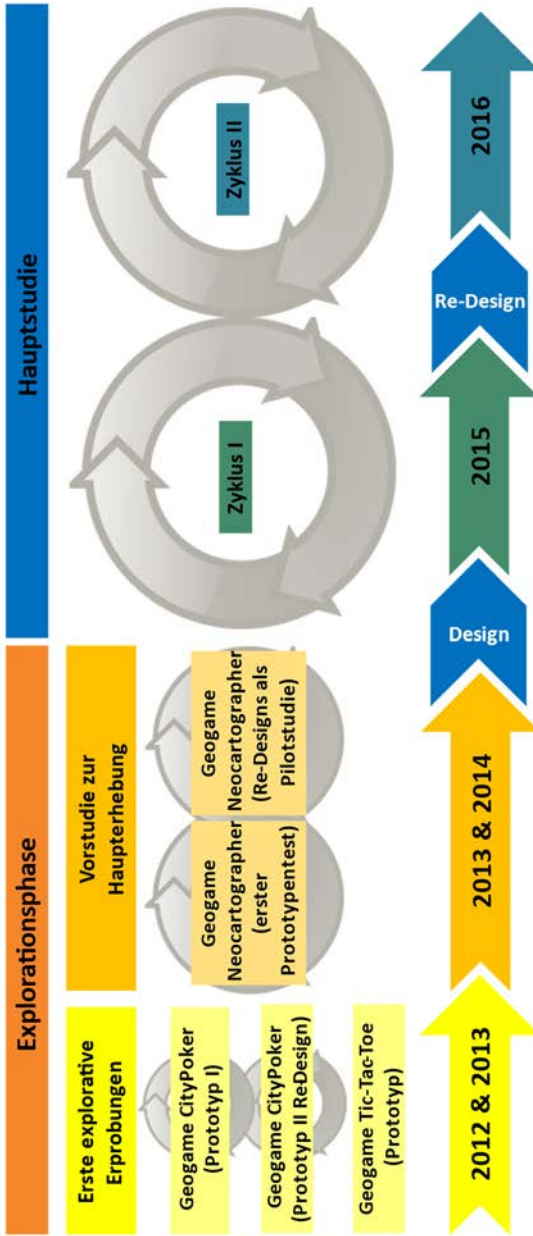 Explorationsphase
Hauptstudie
Erste explorative
Erprobungen
Vorstudie zur
Haupterhebung
Geogame CityPoker
(Prototyp I)
Geogame CityPoker
(Prototyp II Re-Design)
Geogame Tic-Tac-Toe
(Prototyp)
Geogame
Neocartographer
(erster
Prototypentest)
Geogame
Neocartographer
(Re-Designs als
Pilotstudie)
Zyklus I
Zyklus II
2012 & 2013
2013 & 2014
Design
2015
Re-Design
2016